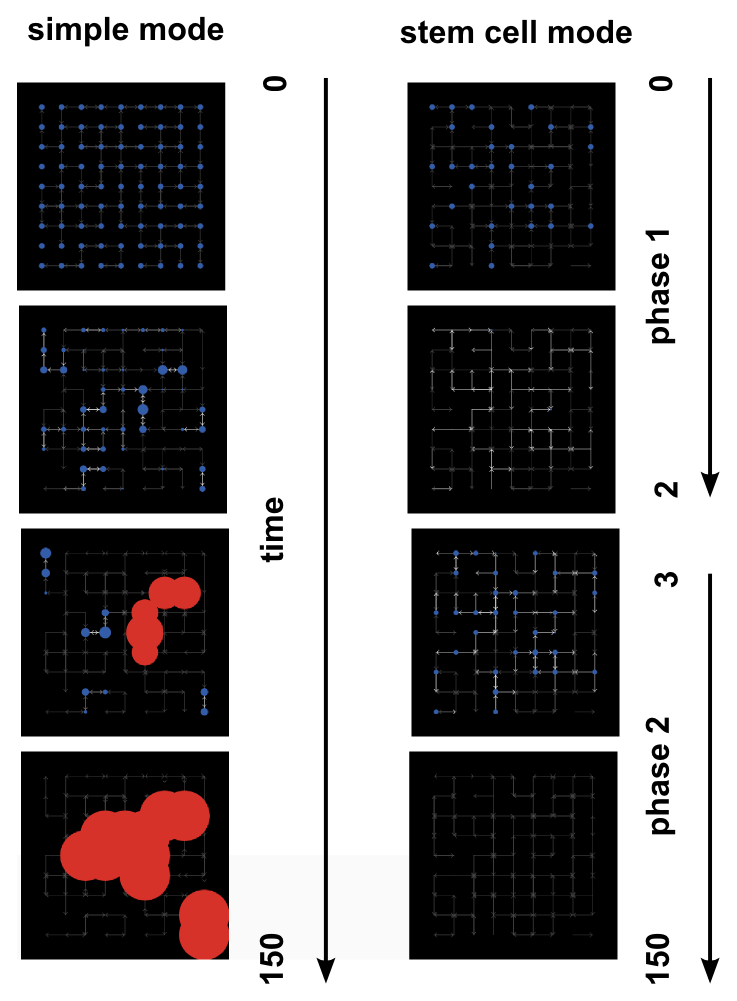 simple mode
stem cell mode
0
time
150
0
phase 1
2
3
phase 2
150